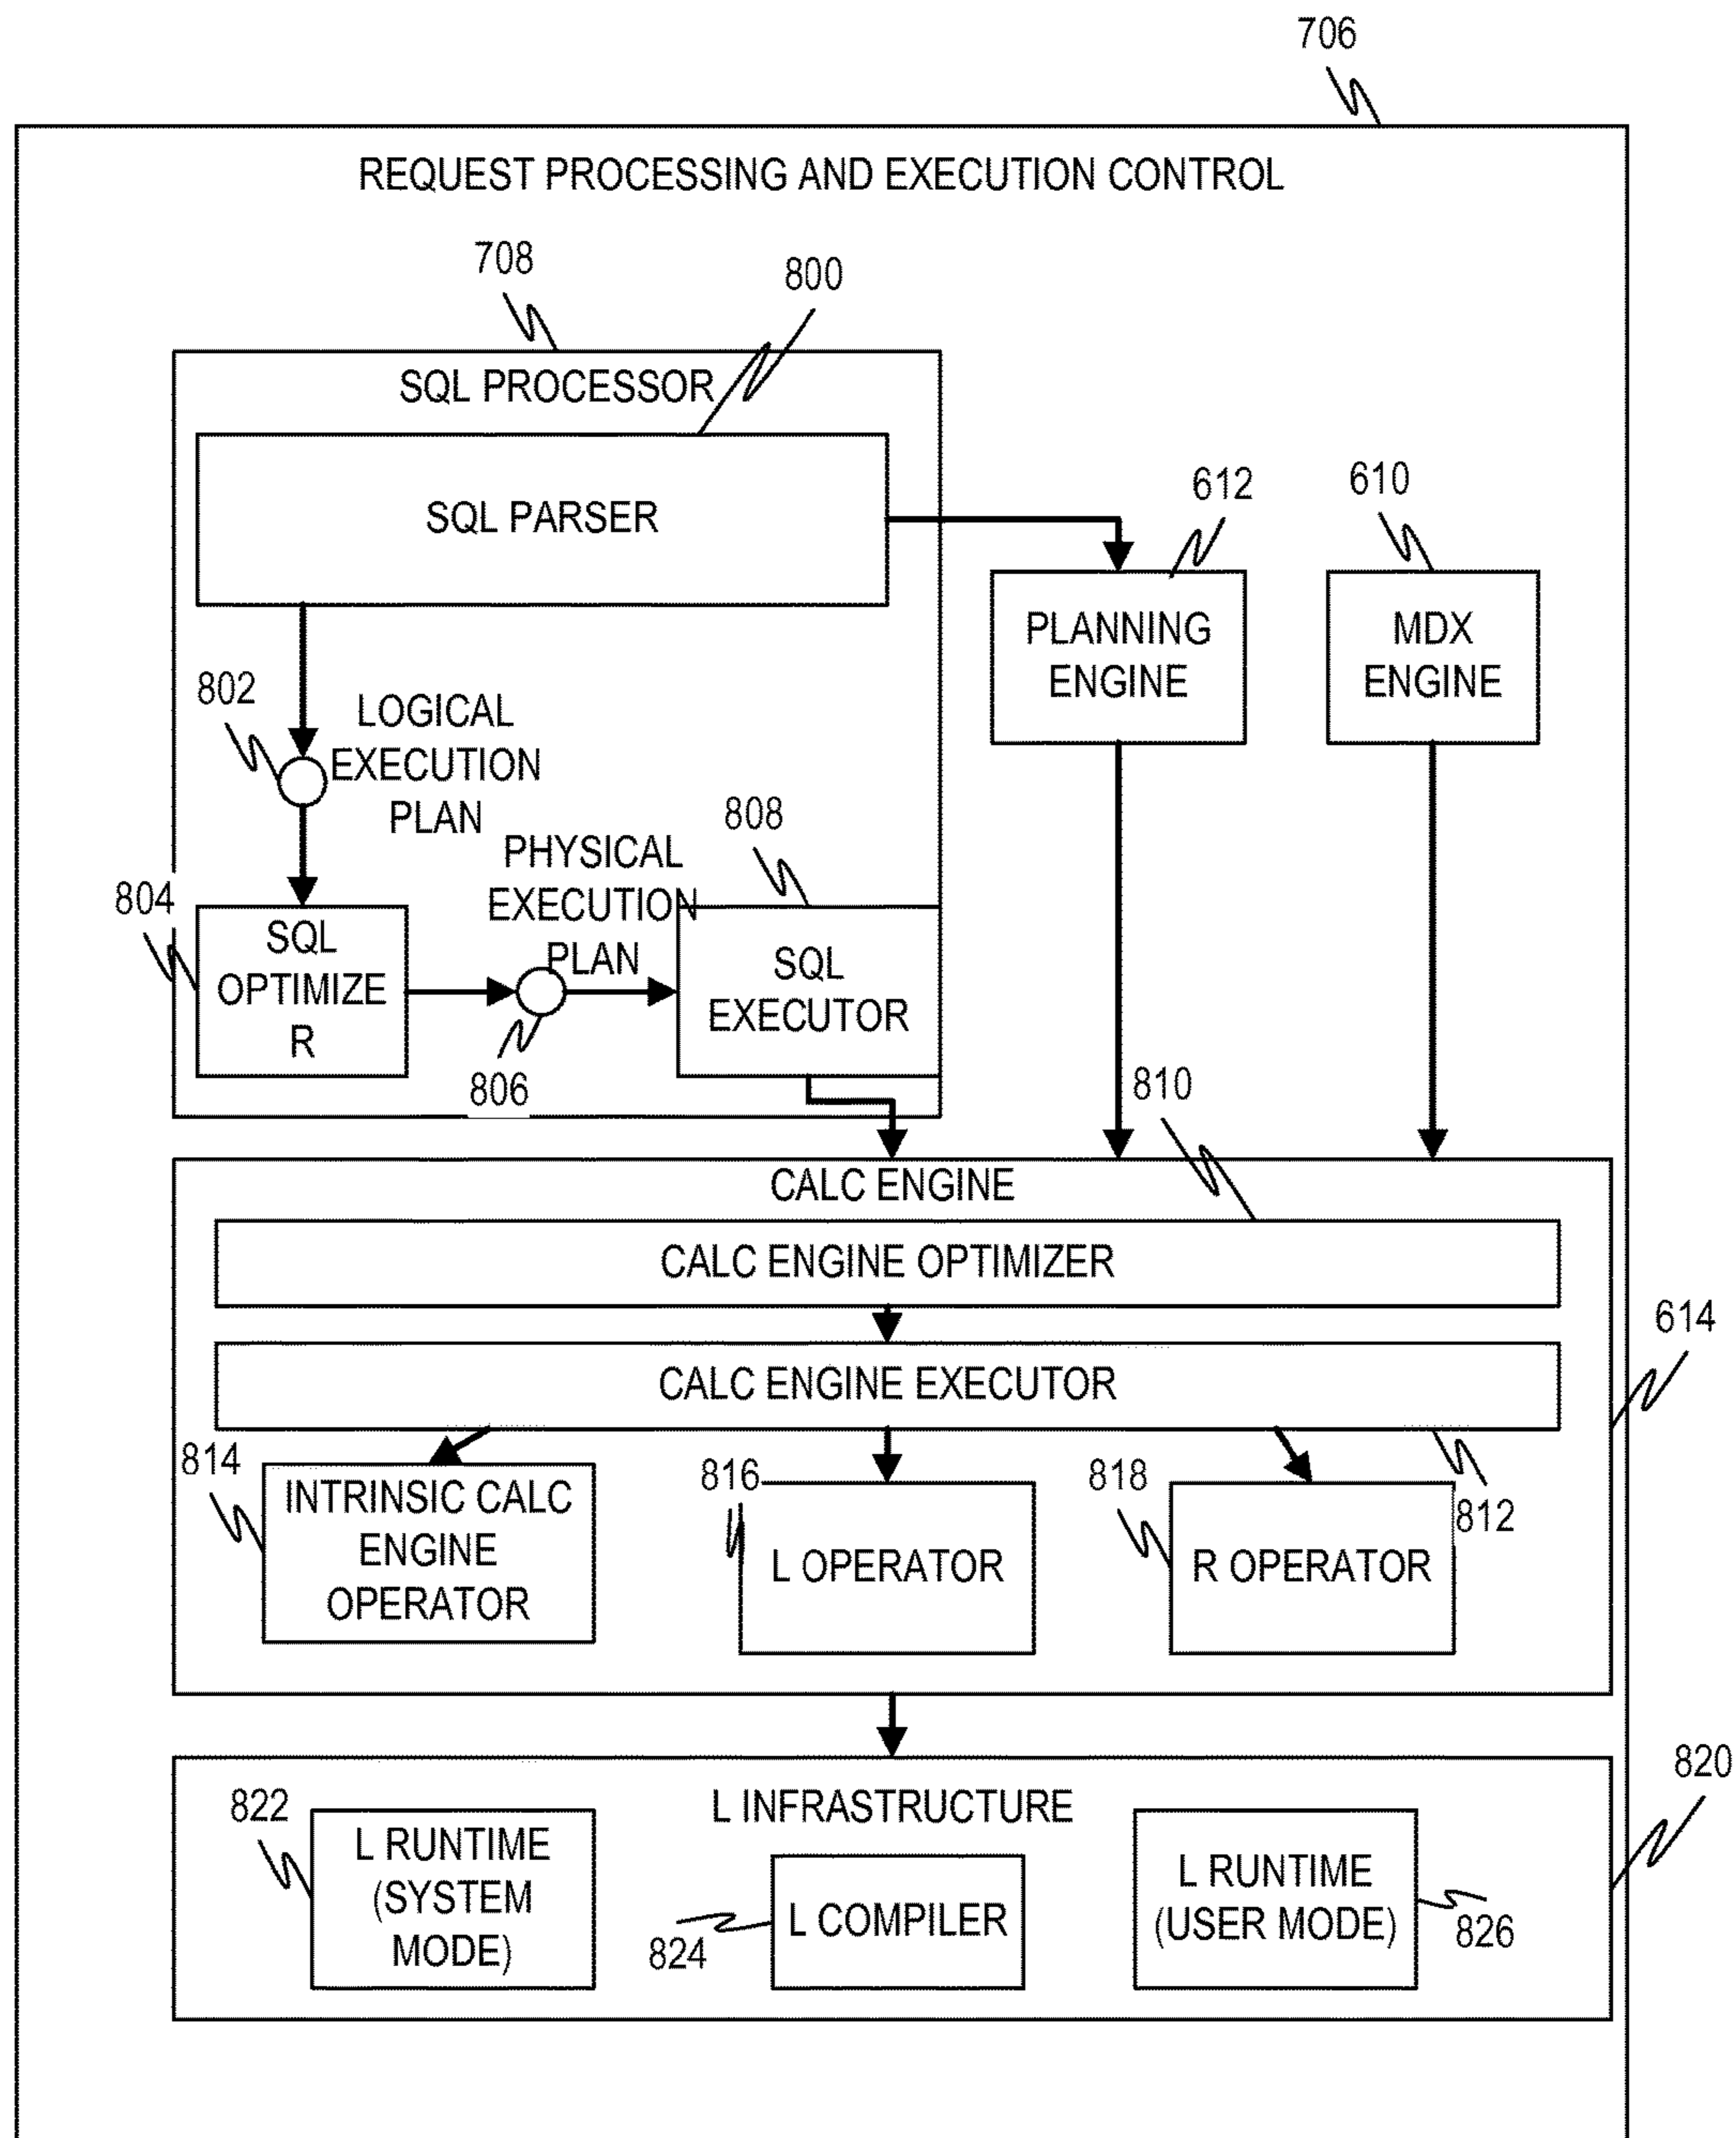 706
REQUEST PROCESSING AND EXECUTION CONTROL
708
800
SQL PROCESSOR
SQL PARSER
612
610
PLANNING
ENGINE
MDX
ENGINE
802
LOGICAL
EXECUTION
PLAN
808
PHYSICAL
EXECUTION
PLAN
804
SQL
OPTIMIZE
R
SQL
EXECUTOR
806
810
CALC ENGINE
CALC ENGINE OPTIMIZER
614
CALC ENGINE EXECUTOR
814
816
818
812
INTRINSIC CALC
ENGINE
OPERATOR
L OPERATOR
R OPERATOR
820
L INFRASTRUCTURE
822
L RUNTIME
(SYSTEM
MODE)
L COMPILER
824
L RUNTIME
(USER MODE)
826